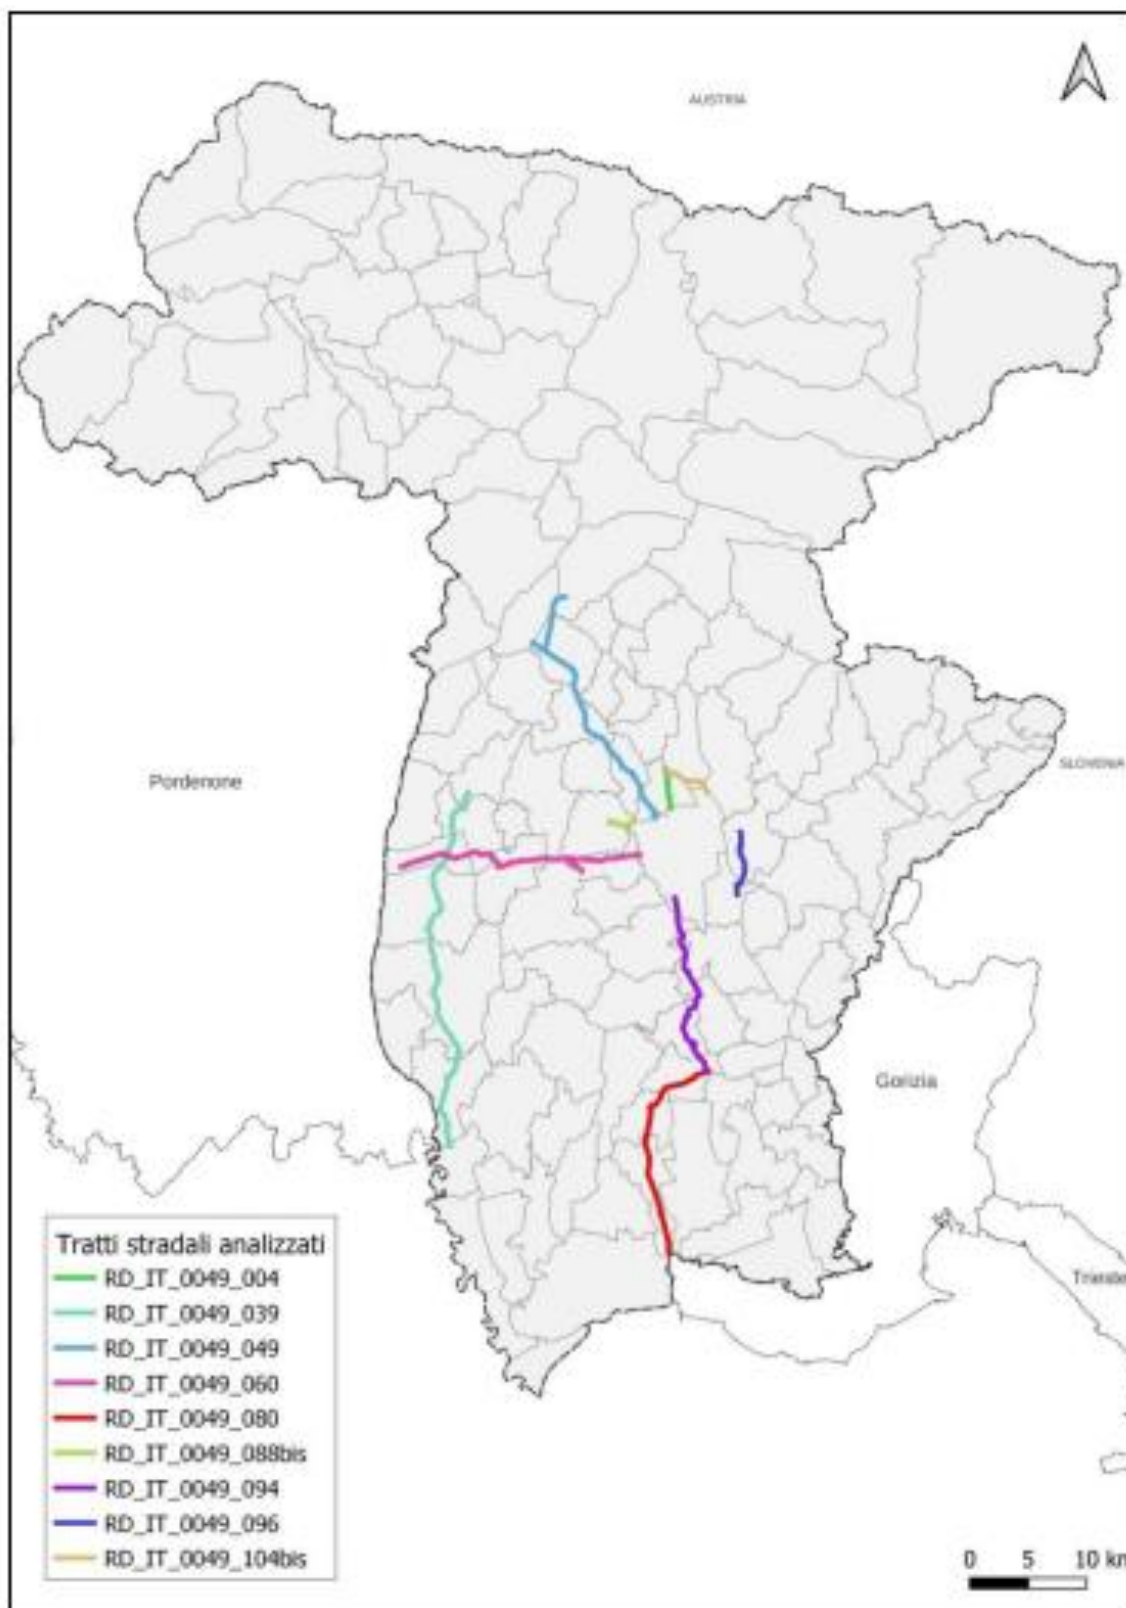 AUSTRIA
Pordenone
SLOVENIA
Gorizia
Trieste
Tratti stradali analizzati
RD_IT_0049_004
RD_IT_0049_039
RD_IT_0049_049
RD_IT_0049_060
RD_IT_0049_080
RD_IT_0049_088bis
RD_IT_0049_094
RD_IT_0049_096
RD_IT_0049_104bis
0 5 10 km